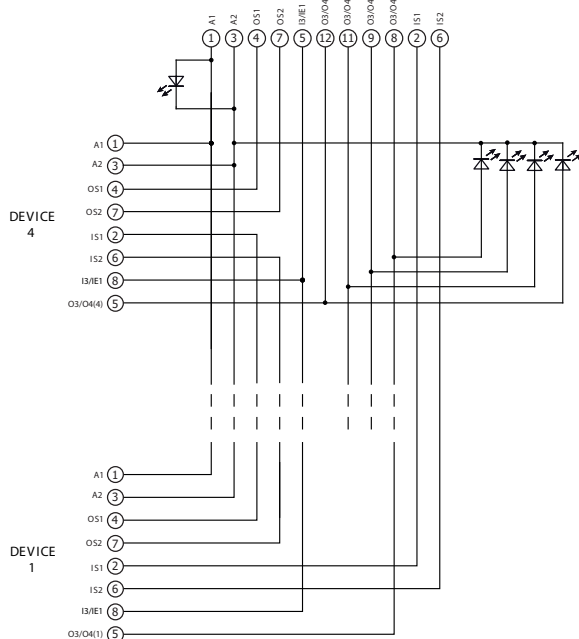 A1
A2
OS1
OS2
I3/IE1
O3/O4
O3/O4
O3/O4
O3/O4
IS1
IS2
1
3
4
7
5
12
11
9
8
2
6
A1 1
A2 3
OS1 4
OS2 7
IS1 2
IS2 6
I3/IE1 8
O3/O4(4) 5
DEVICE
4
A1 1
A2 3
OS1 4
OS2 7
IS1 2
IS2 6
I3/IE1 8
O3/O4(1) 5
DEVICE
1